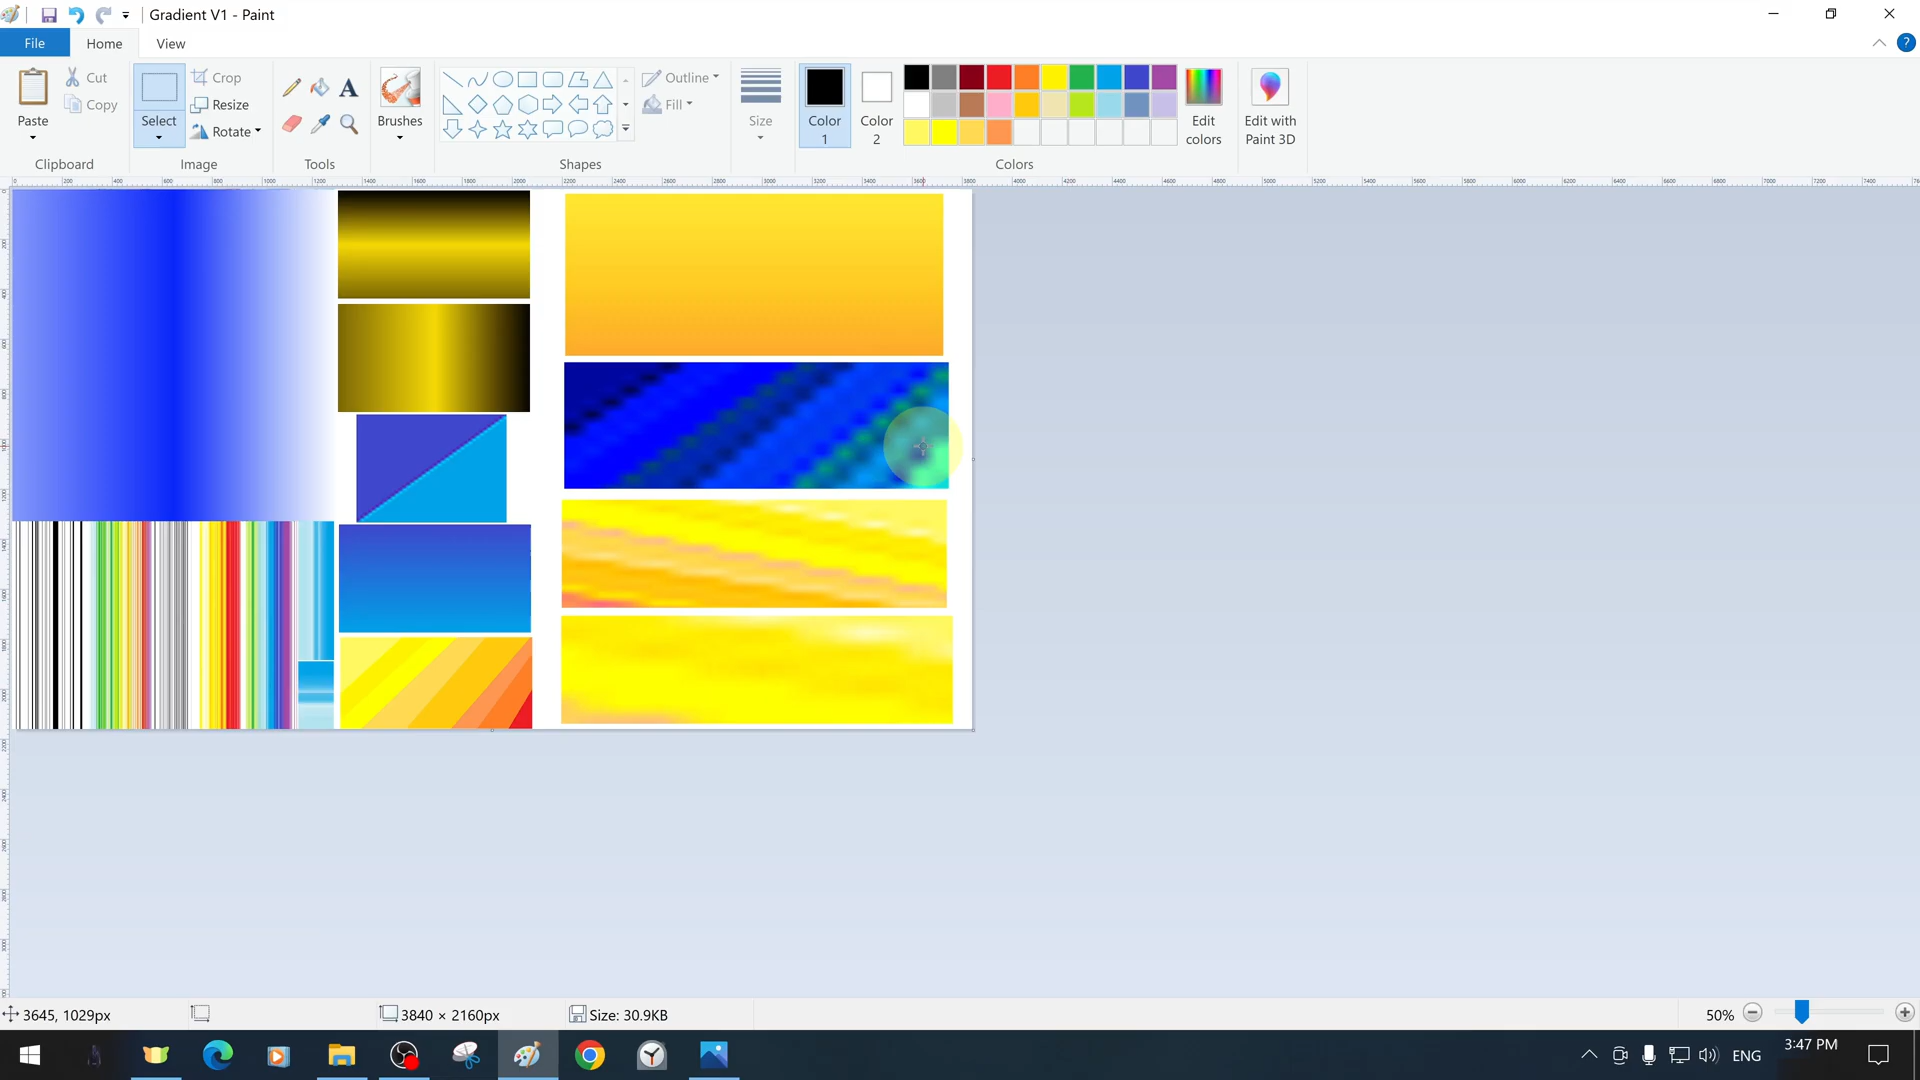 Gradient V1 - Paint
File
Home
View
Paste
Cut
Copy
Clipboard
Select
Crop
Resize
Rotate
Image
A
Tools
Brushes
Outline
Fill
Shapes
Size
Color
1
Color
2
Edit
colors
Edit with
Paint 3D
Colors
3645, 1029px
3840 × 2160px
Size: 30.9KB
50%
ENG
3:47 PM